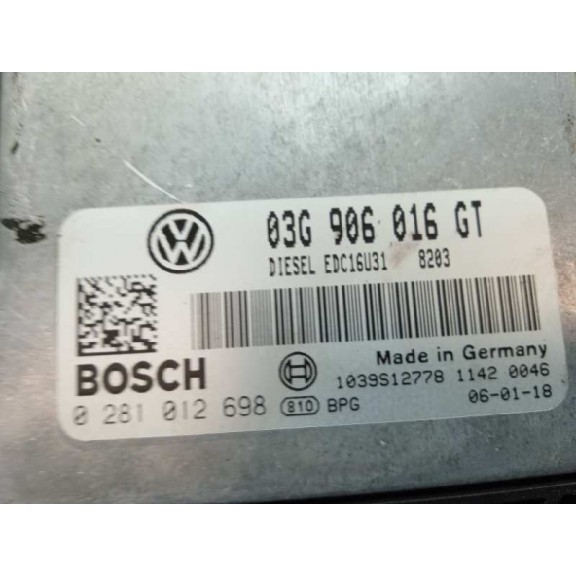 03G 906 016 GT
DIESEL EDC16U31 8203
BOSCH
Made in Germany
1039S12778 1142 0046
0 281 012 698 810 BPG
06-01-18